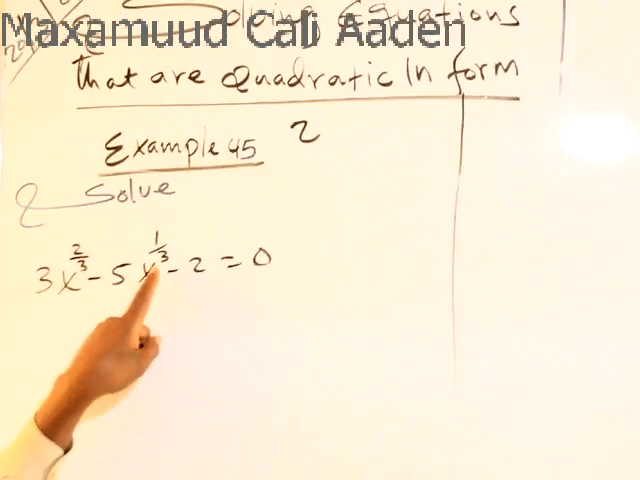 Solving Equations
Maxamuud Cali Aaden
that are Quadratic In form
Example 45 2
Solve
3x^{2/3} - 5x^{1/3} - 2 = 0